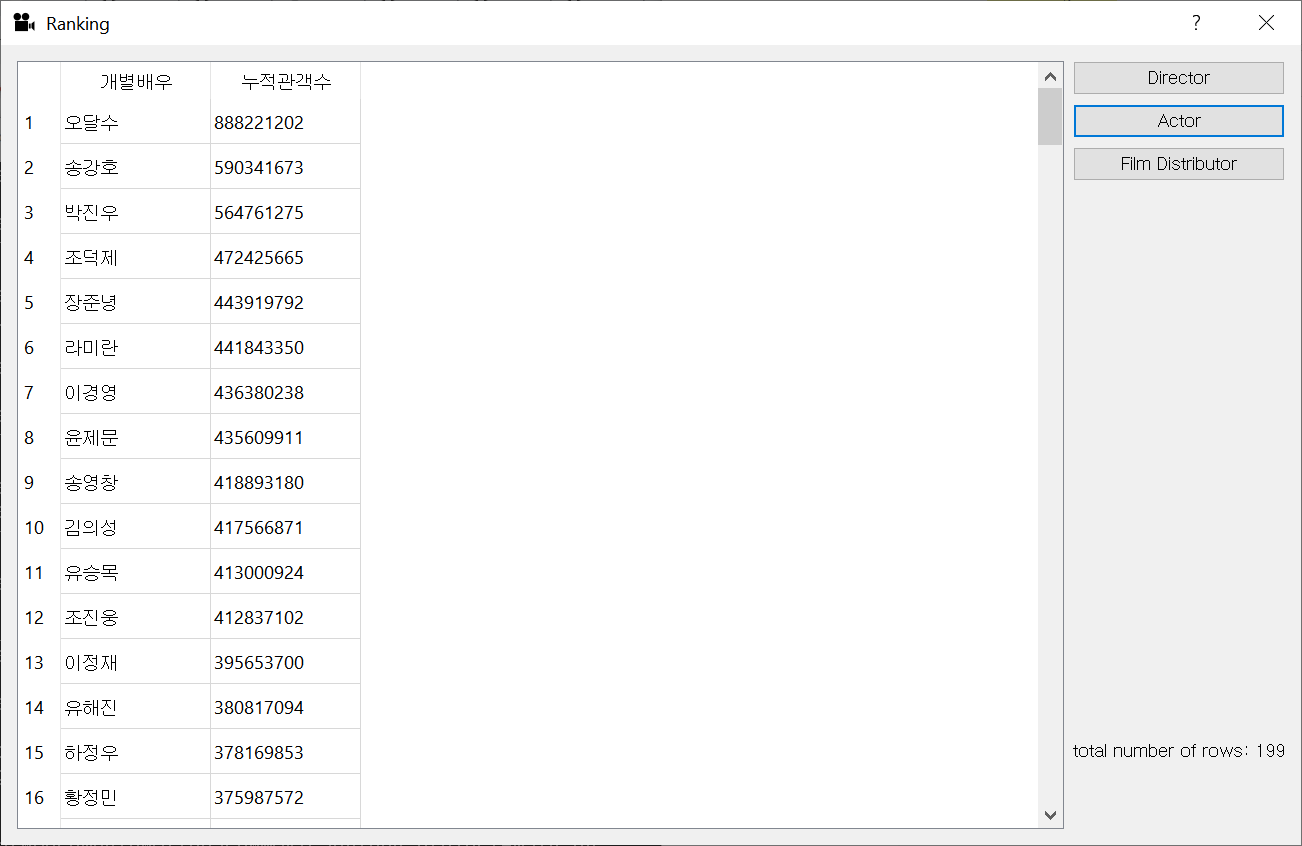 Ranking
개별배우 누적관객수
1 오달수 888221202
2 송강호 590341673
3 박진우 564761275
4 조덕제 472425665
5 장준녕 443919792
6 라미란 441843350
7 이경영 436380238
8 윤제문 435609911
9 송영창 418893180
10 김의성 417566871
11 유승목 413000924
12 조진웅 412837102
13 이정재 395653700
14 유해진 380817094
15 하정우 378169853
16 황정민 375987572
Director
Actor
Film Distributor
total number of rows: 199